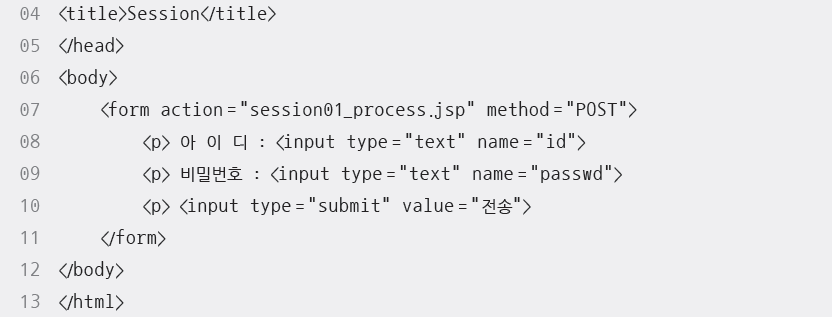 04 <title>Session</title>
05 </head>
06 <body>
07 <form action="session01_process.jsp" method="POST">
08 <p> 아 이 디 : <input type="text" name="id">
09 <p> 비밀번호 : <input type="text" name="passwd">
10 <p> <input type="submit" value="전송">
11 </form>
12 </body>
13 </html>